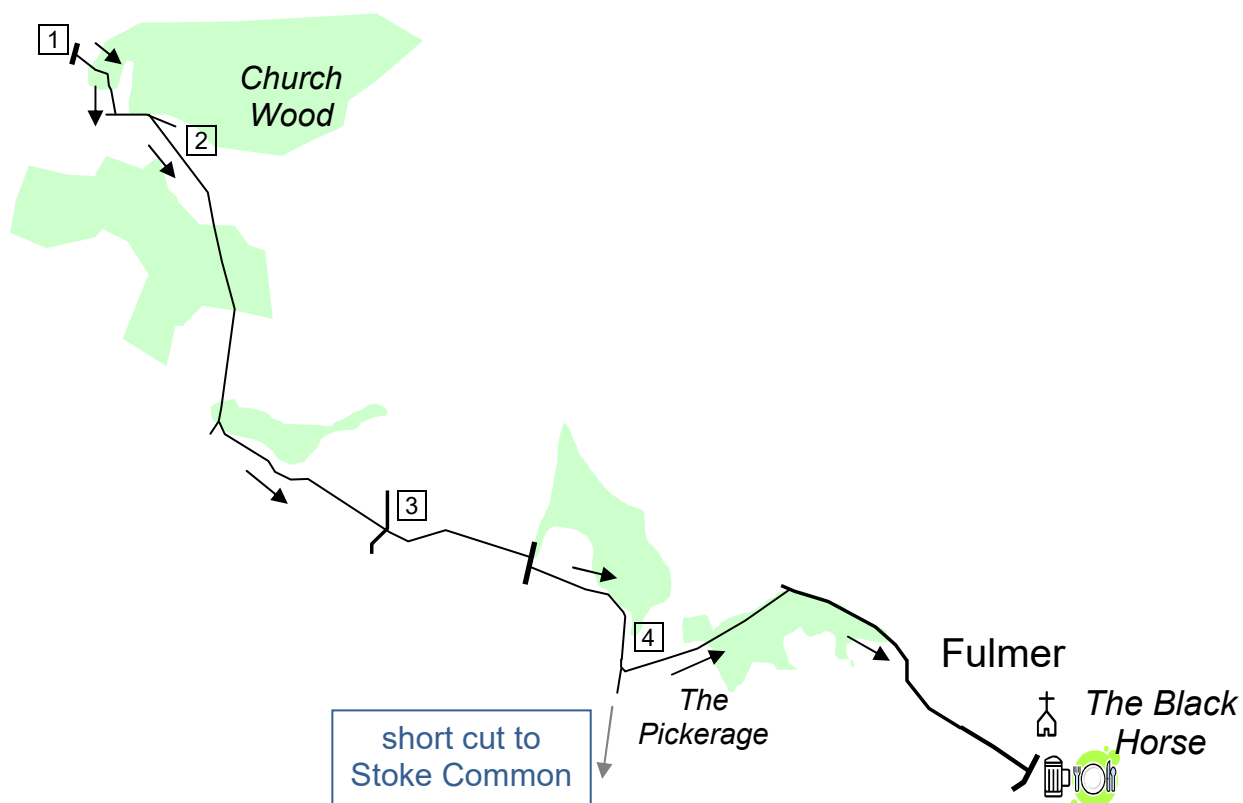 1
Church
Wood
2
3
4
Fulmer
The
Pickerage
The Black
Horse
short cut to
Stoke Common